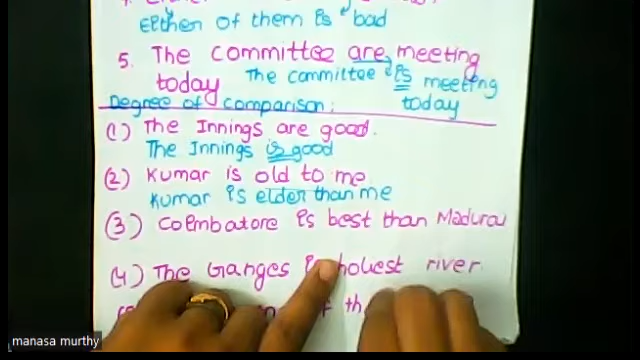 Either of them is bad
5. The committee are meeting
today The committee is meeting
today
Degree of comparison:
(1) The Innings are good.
The Innings is good
(2) Kumar is old to me
Kumar is elder than me
(3) Coimbatore is best than Madurai
(4) The Ganges is holiest river.
manasa murthy